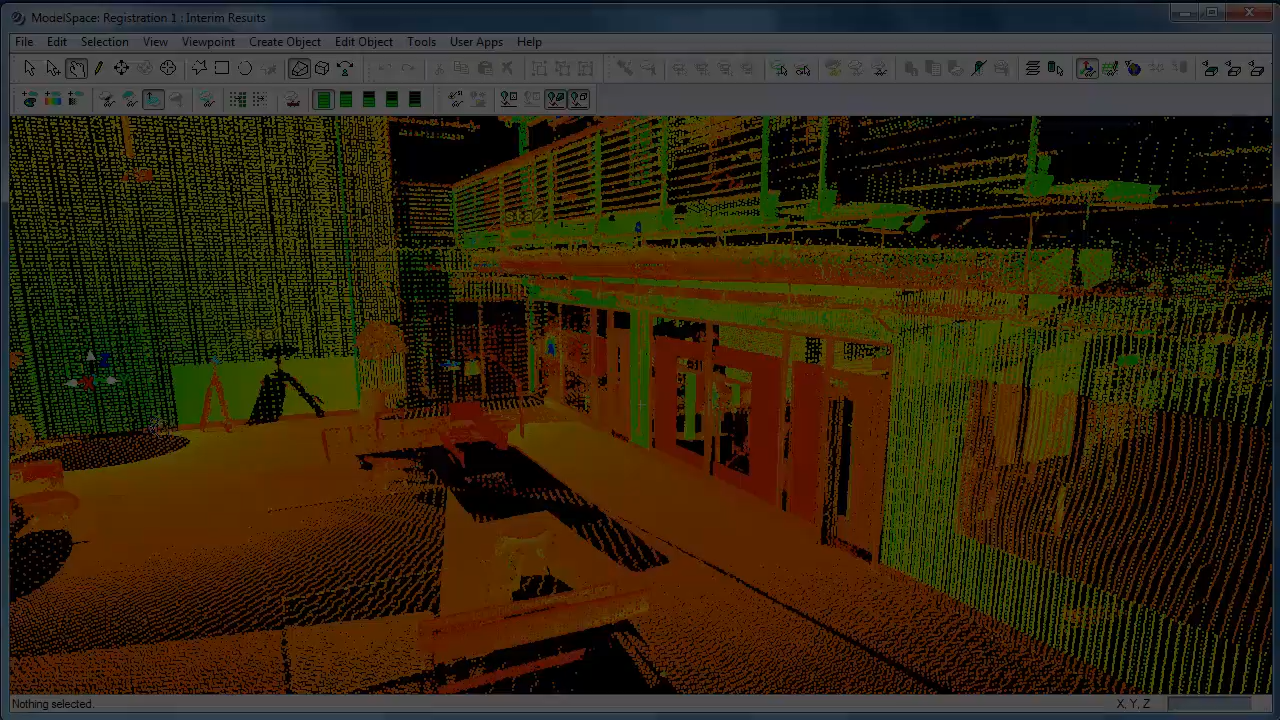 ModelSpace: Registration 1 : Interim Results
File Edit Selection View Viewpoint Create Object Edit Object Tools User Apps Help
sta2
Nothing selected.
X, Y, Z